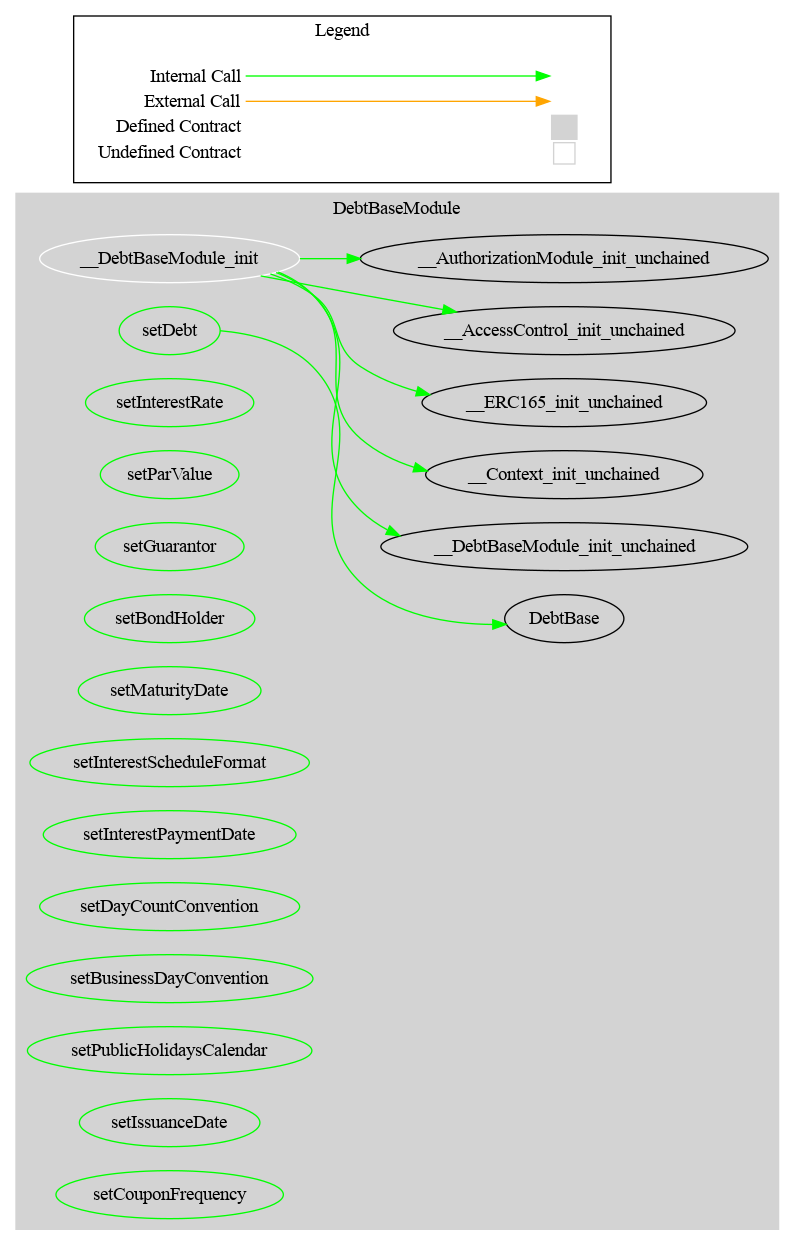 Legend
Internal Call
External Call
Defined Contract
Undefined Contract
DebtBaseModule
__DebtBaseModule_init
__AuthorizationModule_init_unchained
setDebt
__AccessControl_init_unchained
setInterestRate
__ERC165_init_unchained
setParValue
__Context_init_unchained
setGuarantor
__DebtBaseModule_init_unchained
setBondHolder
DebtBase
setMaturityDate
setInterestScheduleFormat
setInterestPaymentDate
setDayCountConvention
setBusinessDayConvention
setPublicHolidaysCalendar
setIssuanceDate
setCouponFrequency